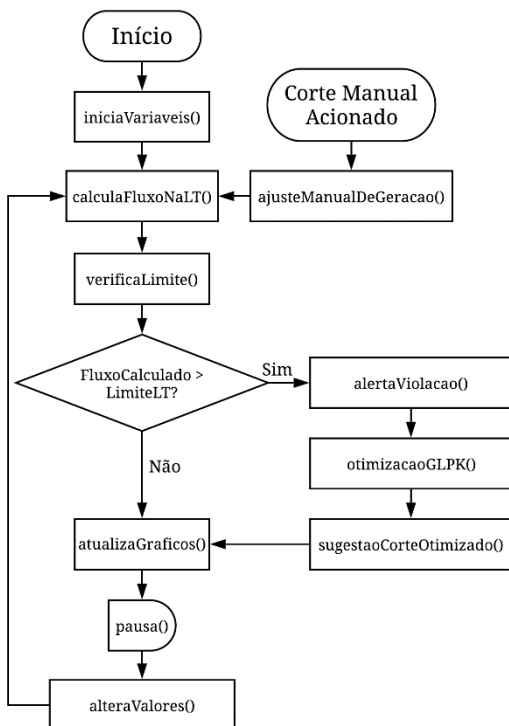 Início
iniciaVariaveis()
Corte Manual
Acionado
calculaFluxoNaLT()
ajusteManualDeGeracao()
verificaLimite()
FluxoCalculado >
LimiteLT?
Sim
alertaViolacao()
otimizacaoGLPK()
Não
atualizaGraficos()
sugestaoCorteOtimizado()
pausa()
alteraValores()